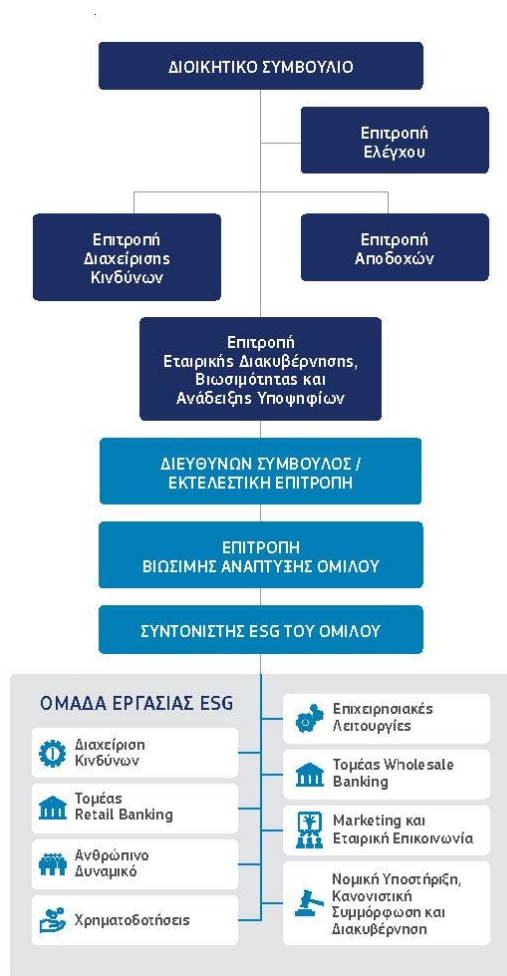 ΔΙΟΙΚΗΤΙΚΟ ΣΥΜΒΟΥΛΙΟ
Επιτροπή
Ελέγχου
Επιτροπή
Διαχείρισης
Κινδύνων
Επιτροπή
Αποδοχών
Επιτροπή
Εταιρικής Διακυβέρνησης,
Βιωσιμότητας και
Ανάδειξης Υποψηφίων
ΔΙΕΥΘΥΝΩΝ ΣΥΜΒΟΥΛΟΣ /
ΕΚΤΕΛΕΣΤΙΚΗ ΕΠΙΤΡΟΠΗ
ΕΠΙΤΡΟΠΗ
ΒΙΩΣΙΜΗΣ ΑΝΑΠΤΥΞΗΣ ΟΜΙΛΟΥ
ΣΥΝΤΟΝΙΣΤΗΣ ESG ΤΟΥ ΟΜΙΛΟΥ
ΟΜΑΔΑ ΕΡΓΑΣΙΑΣ ESG
Διαχείριση
Κινδύνων
Τομέας
Retail Banking
Ανθρώπινο
Δυναμικό
Χρηματοδοτήσεις
Επιχειρησιακές
Λειτουργίες
Τομέας Wholesale
Banking
Marketing και
Εταιρική Επικοινωνία
Νομική Υποστήριξη,
Κανονιστική
Συμμόρφωση και
Διακυβέρνηση